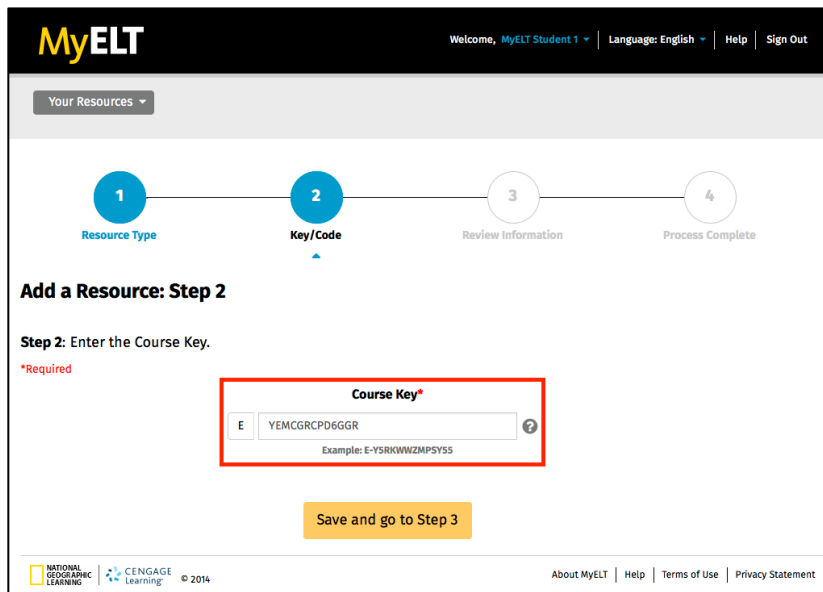 MyELT
Welcome, MyELT Student 1 Language: English Help Sign Out
Your Resources
1 2 3 4
Resource Type Key/Code Review Information Process Complete
Add a Resource: Step 2
Step 2: Enter the Course Key.
*Required
Course Key*
E YEMCGRCPD6GGR ?
Example: E-Y5RKWWZMPSY55
Save and go to Step 3
NATIONAL
GEOGRAPHIC
LEARNING
CENGAGE
Learning
© 2014
About MyELT Help Terms of Use Privacy Statement